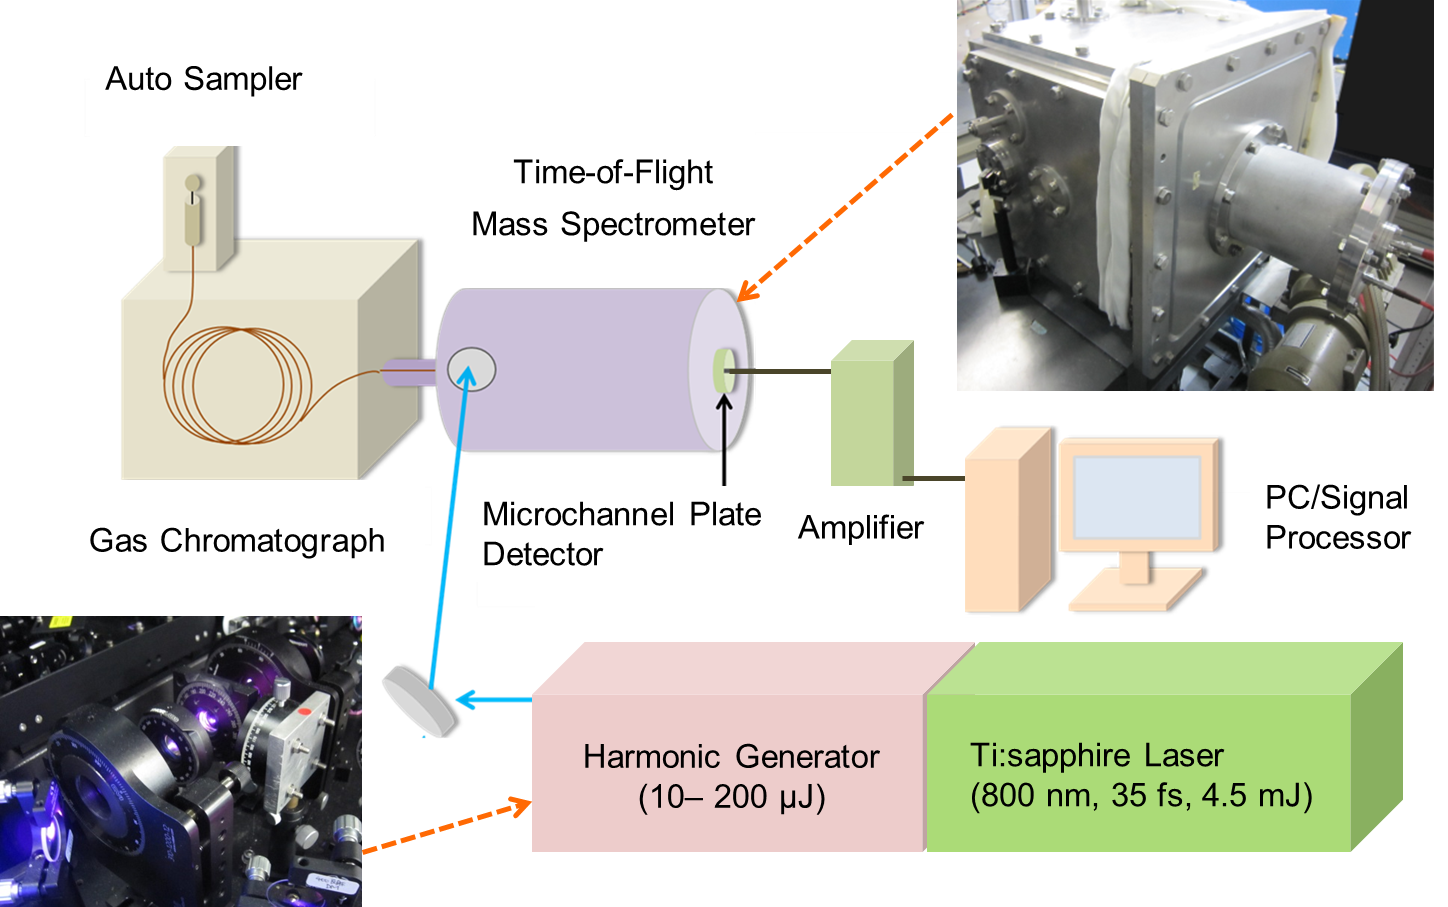 Auto Sampler
Time-of-Flight
Mass Spectrometer
Gas Chromatograph
Microchannel Plate
Detector
Amplifier
PC/Signal
Processor
Harmonic Generator
(10– 200 µJ)
Ti:sapphire Laser
(800 nm, 35 fs, 4.5 mJ)